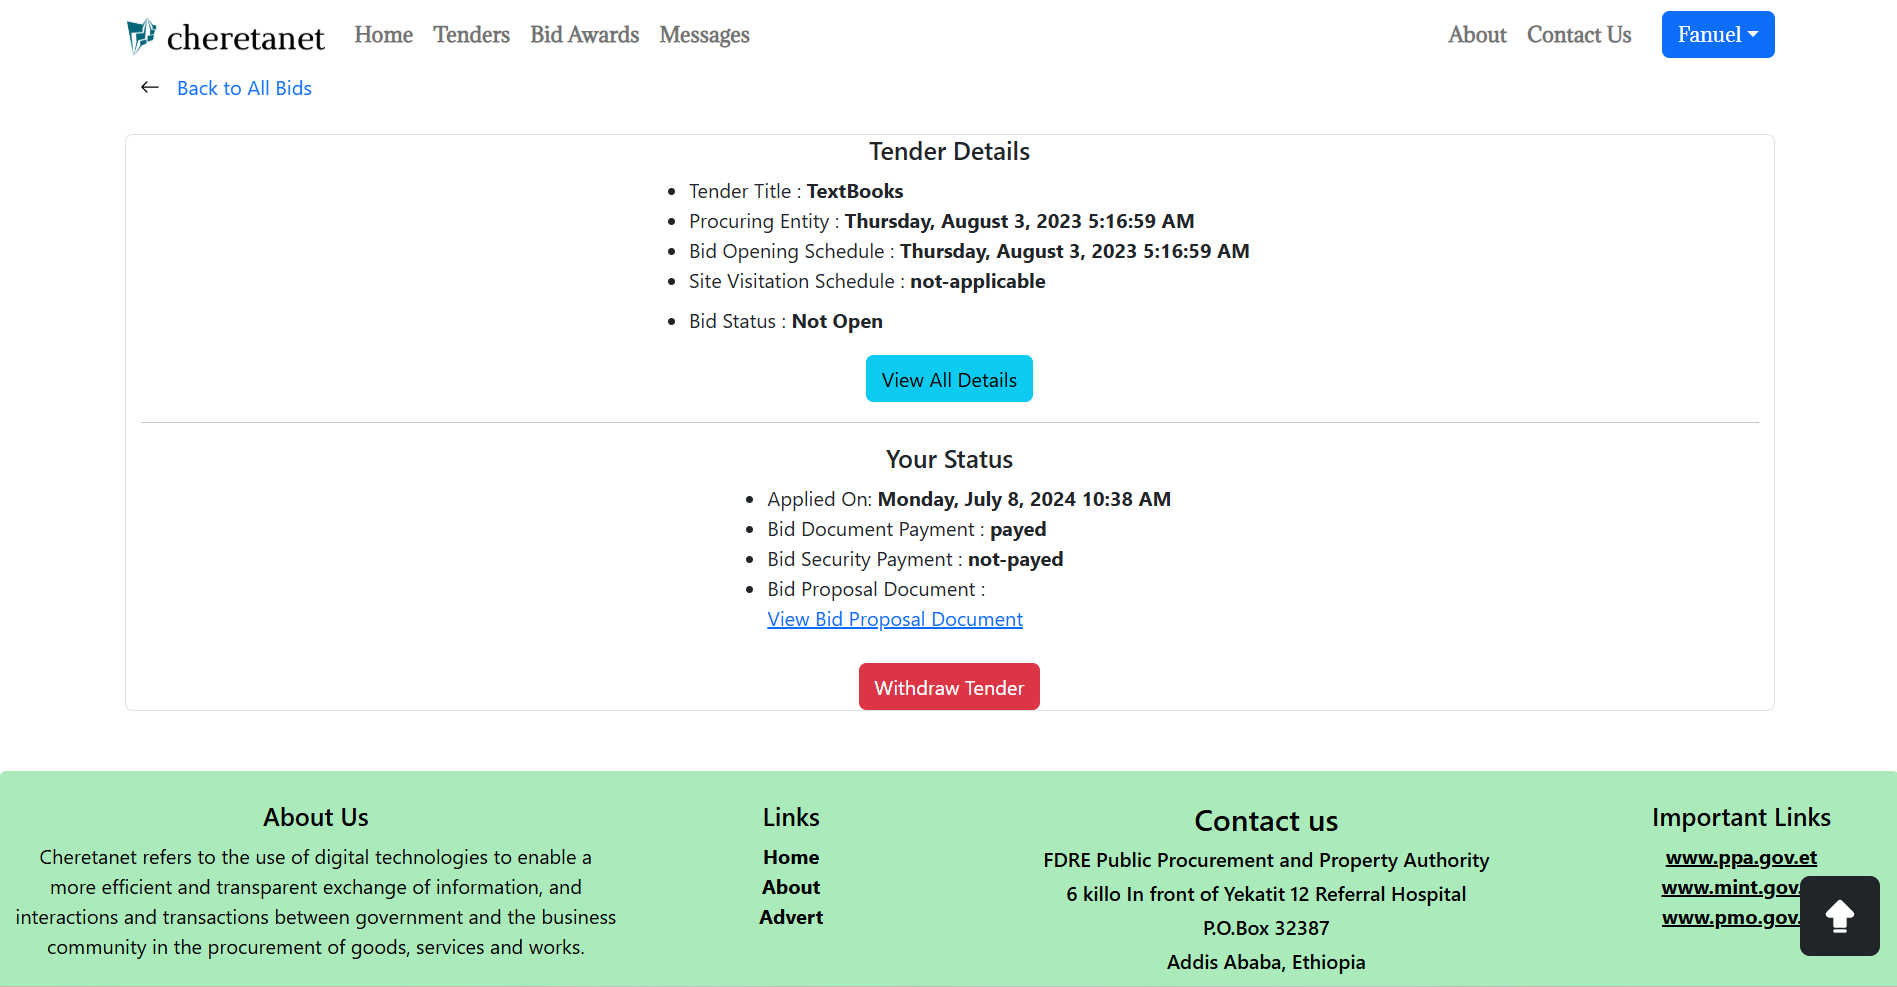 cheretanet Home Tenders Bid Awards Messages About Contact Us Fanuel
← Back to All Bids
Tender Details
• Tender Title : TextBooks
• Procuring Entity : Thursday, August 3, 2023 5:16:59 AM
• Bid Opening Schedule : Thursday, August 3, 2023 5:16:59 AM
• Site Visitation Schedule : not-applicable
• Bid Status : Not Open
View All Details
Your Status
• Applied On: Monday, July 8, 2024 10:38 AM
• Bid Document Payment : payed
• Bid Security Payment : not-payed
• Bid Proposal Document :
View Bid Proposal Document
Withdraw Tender
About Us
Cheretanet refers to the use of digital technologies to enable a
more efficient and transparent exchange of information, and
interactions and transactions between government and the business
community in the procurement of goods, services and works.
Links
Home
About
Advert
Contact us
FDRE Public Procurement and Property Authority
6 killo In front of Yekatit 12 Referral Hospital
P.O.Box 32387
Addis Ababa, Ethiopia
Important Links
www.ppa.gov.et
www.mint.gov.
www.pmo.gov.